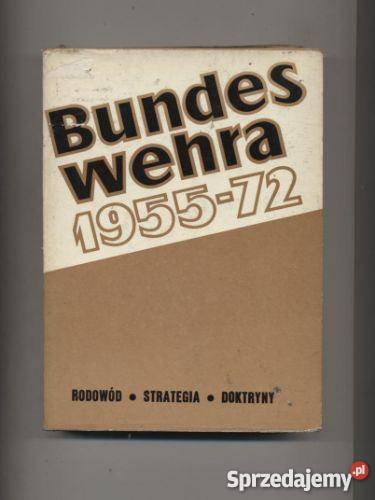 Bundes
wehra
1955-72
RODOWÓD • STRATEGIA • DOKTRYNY
Sprzedajemy.pl